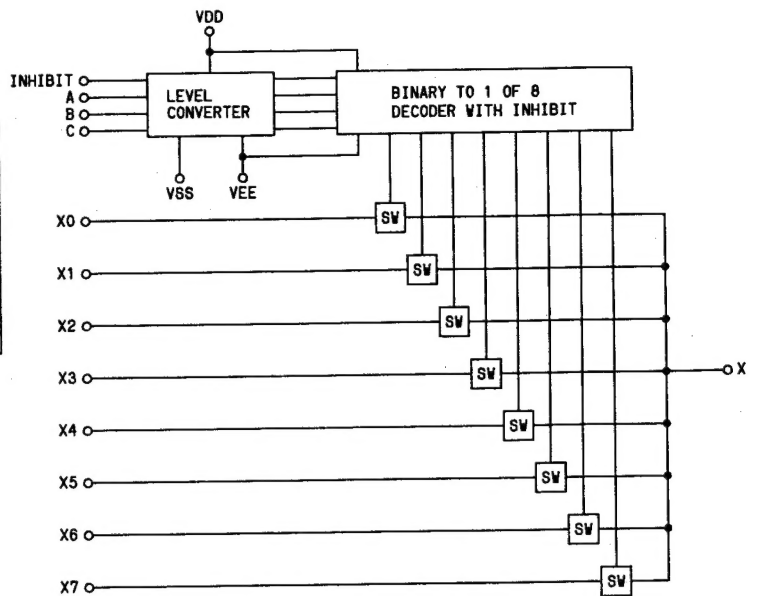 VDD
INHIBIT
A
B
C
LEVEL
CONVERTER
BINARY TO 1 OF 8
DECODER WITH INHIBIT
VSS
VEE
X0
SW
X1
SW
X2
SW
X3
SW
X
X4
SW
X5
SW
X6
SW
X7
SW